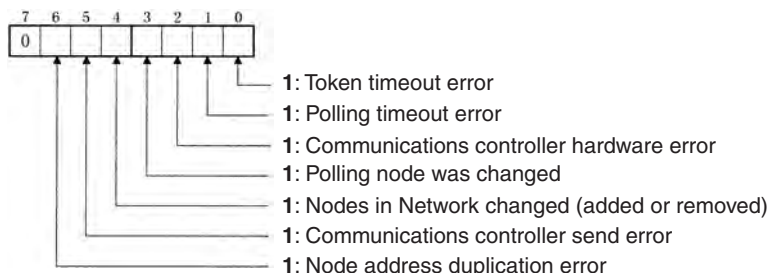 7 6 5 4 3 2 1 0
0
1: Token timeout error
1: Polling timeout error
1: Communications controller hardware error
1: Polling node was changed
1: Nodes in Network changed (added or removed)
1: Communications controller send error
1: Node address duplication error